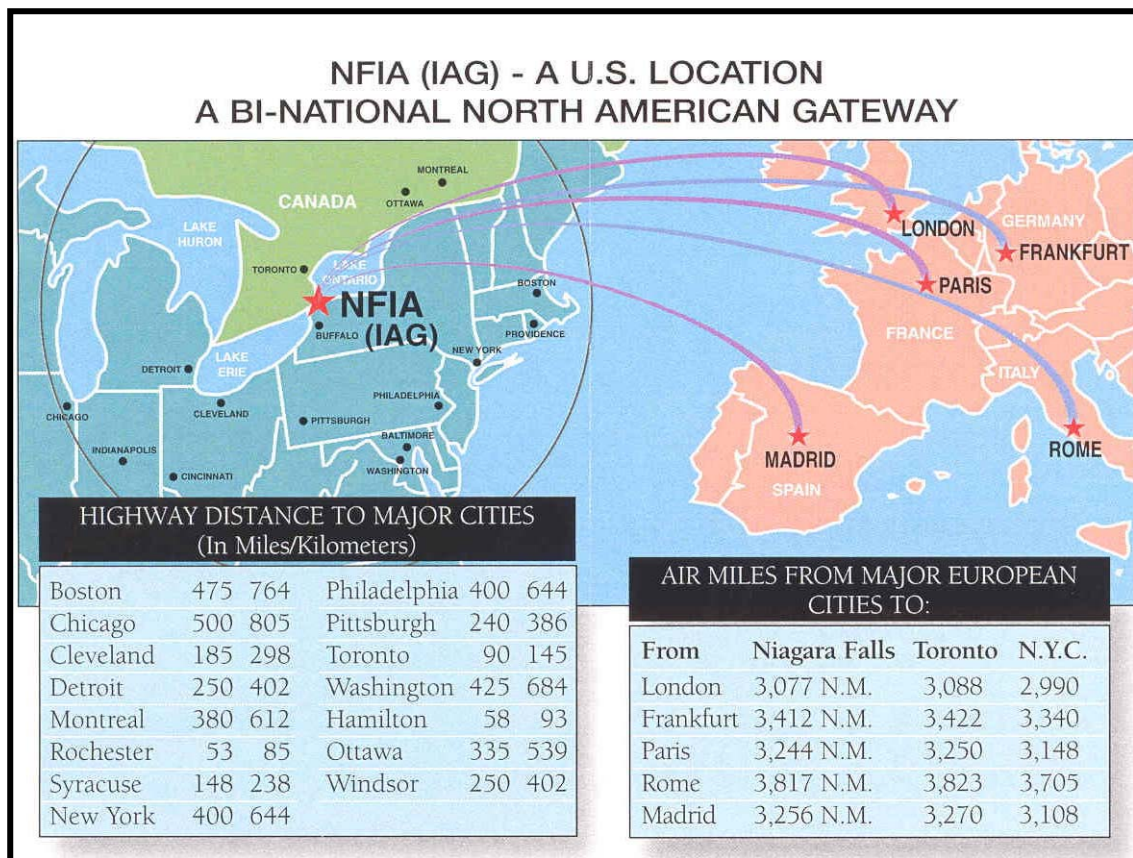 NFIA (IAG) - A U.S. LOCATION
A BI-NATIONAL NORTH AMERICAN GATEWAY
MONTREAL
OTTAWA
CANADA
LAKE
HURON
TORONTO
LAKE
ONTARIO
NFIA
(IAG)
BUFFALO
BOSTON
PROVIDENCE
NEW YORK
LAKE
ERIE
DETROIT
CLEVELAND
CHICAGO
PHILADELPHIA
PITTSBURGH
BALTIMORE
WASHINGTON
INDIANAPOLIS
CINCINNATI
LONDON
GERMANY
FRANKFURT
PARIS
FRANCE
ITALY
ROME
MADRID
SPAIN
HIGHWAY DISTANCE TO MAJOR CITIES
(In Miles/Kilometers)
Boston 475 764 Philadelphia 400 644
Chicago 500 805 Pittsburgh 240 386
Cleveland 185 298 Toronto 90 145
Detroit 250 402 Washington 425 684
Montreal 380 612 Hamilton 58 93
Rochester 53 85 Ottawa 335 539
Syracuse 148 238 Windsor 250 402
New York 400 644
AIR MILES FROM MAJOR EUROPEAN
CITIES TO:
From Niagara Falls Toronto N.Y.C.
London 3,077 N.M. 3,088 2,990
Frankfurt 3,412 N.M. 3,422 3,340
Paris 3,244 N.M. 3,250 3,148
Rome 3,817 N.M. 3,823 3,705
Madrid 3,256 N.M. 3,270 3,108